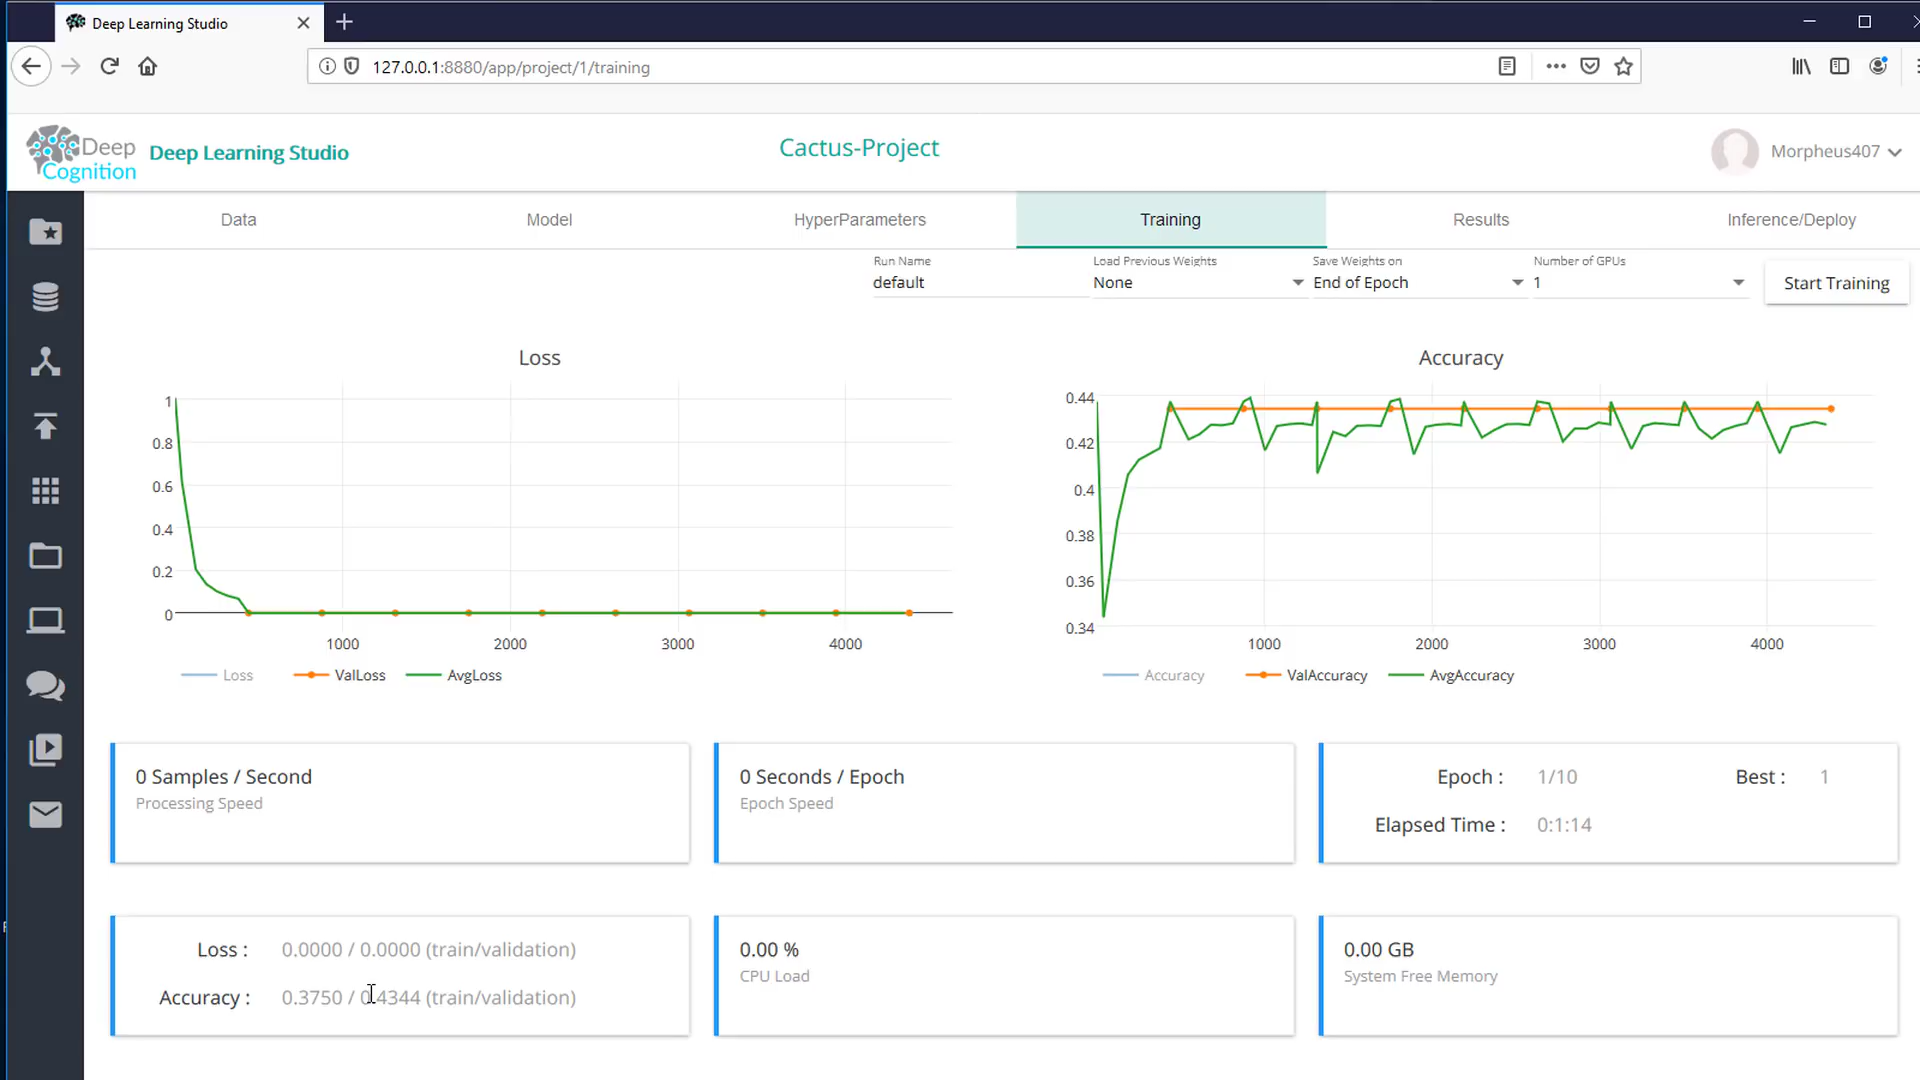 Deep Learning Studio
127.0.0.1:8880/app/project/1/training
Deep
Cognition
Deep Learning Studio
Cactus-Project
Morpheus407
Data
Model
HyperParameters
Training
Results
Inference/Deploy
Run Name
default
Load Previous Weights
None
Save Weights on
End of Epoch
Number of GPUs
1
Start Training
Loss
1
0.8
0.6
0.4
0.2
0
1000 2000 3000 4000
Loss ValLoss AvgLoss
Accuracy
0.44
0.42
0.4
0.38
0.36
0.34
1000 2000 3000 4000
Accuracy ValAccuracy AvgAccuracy
0 Samples / Second
Processing Speed
0 Seconds / Epoch
Epoch Speed
Epoch : 1/10 Best : 1
Elapsed Time : 0:1:14
Loss : 0.0000 / 0.0000 (train/validation)
Accuracy : 0.3750 / 0.4344 (train/validation)
0.00 %
CPU Load
0.00 GB
System Free Memory